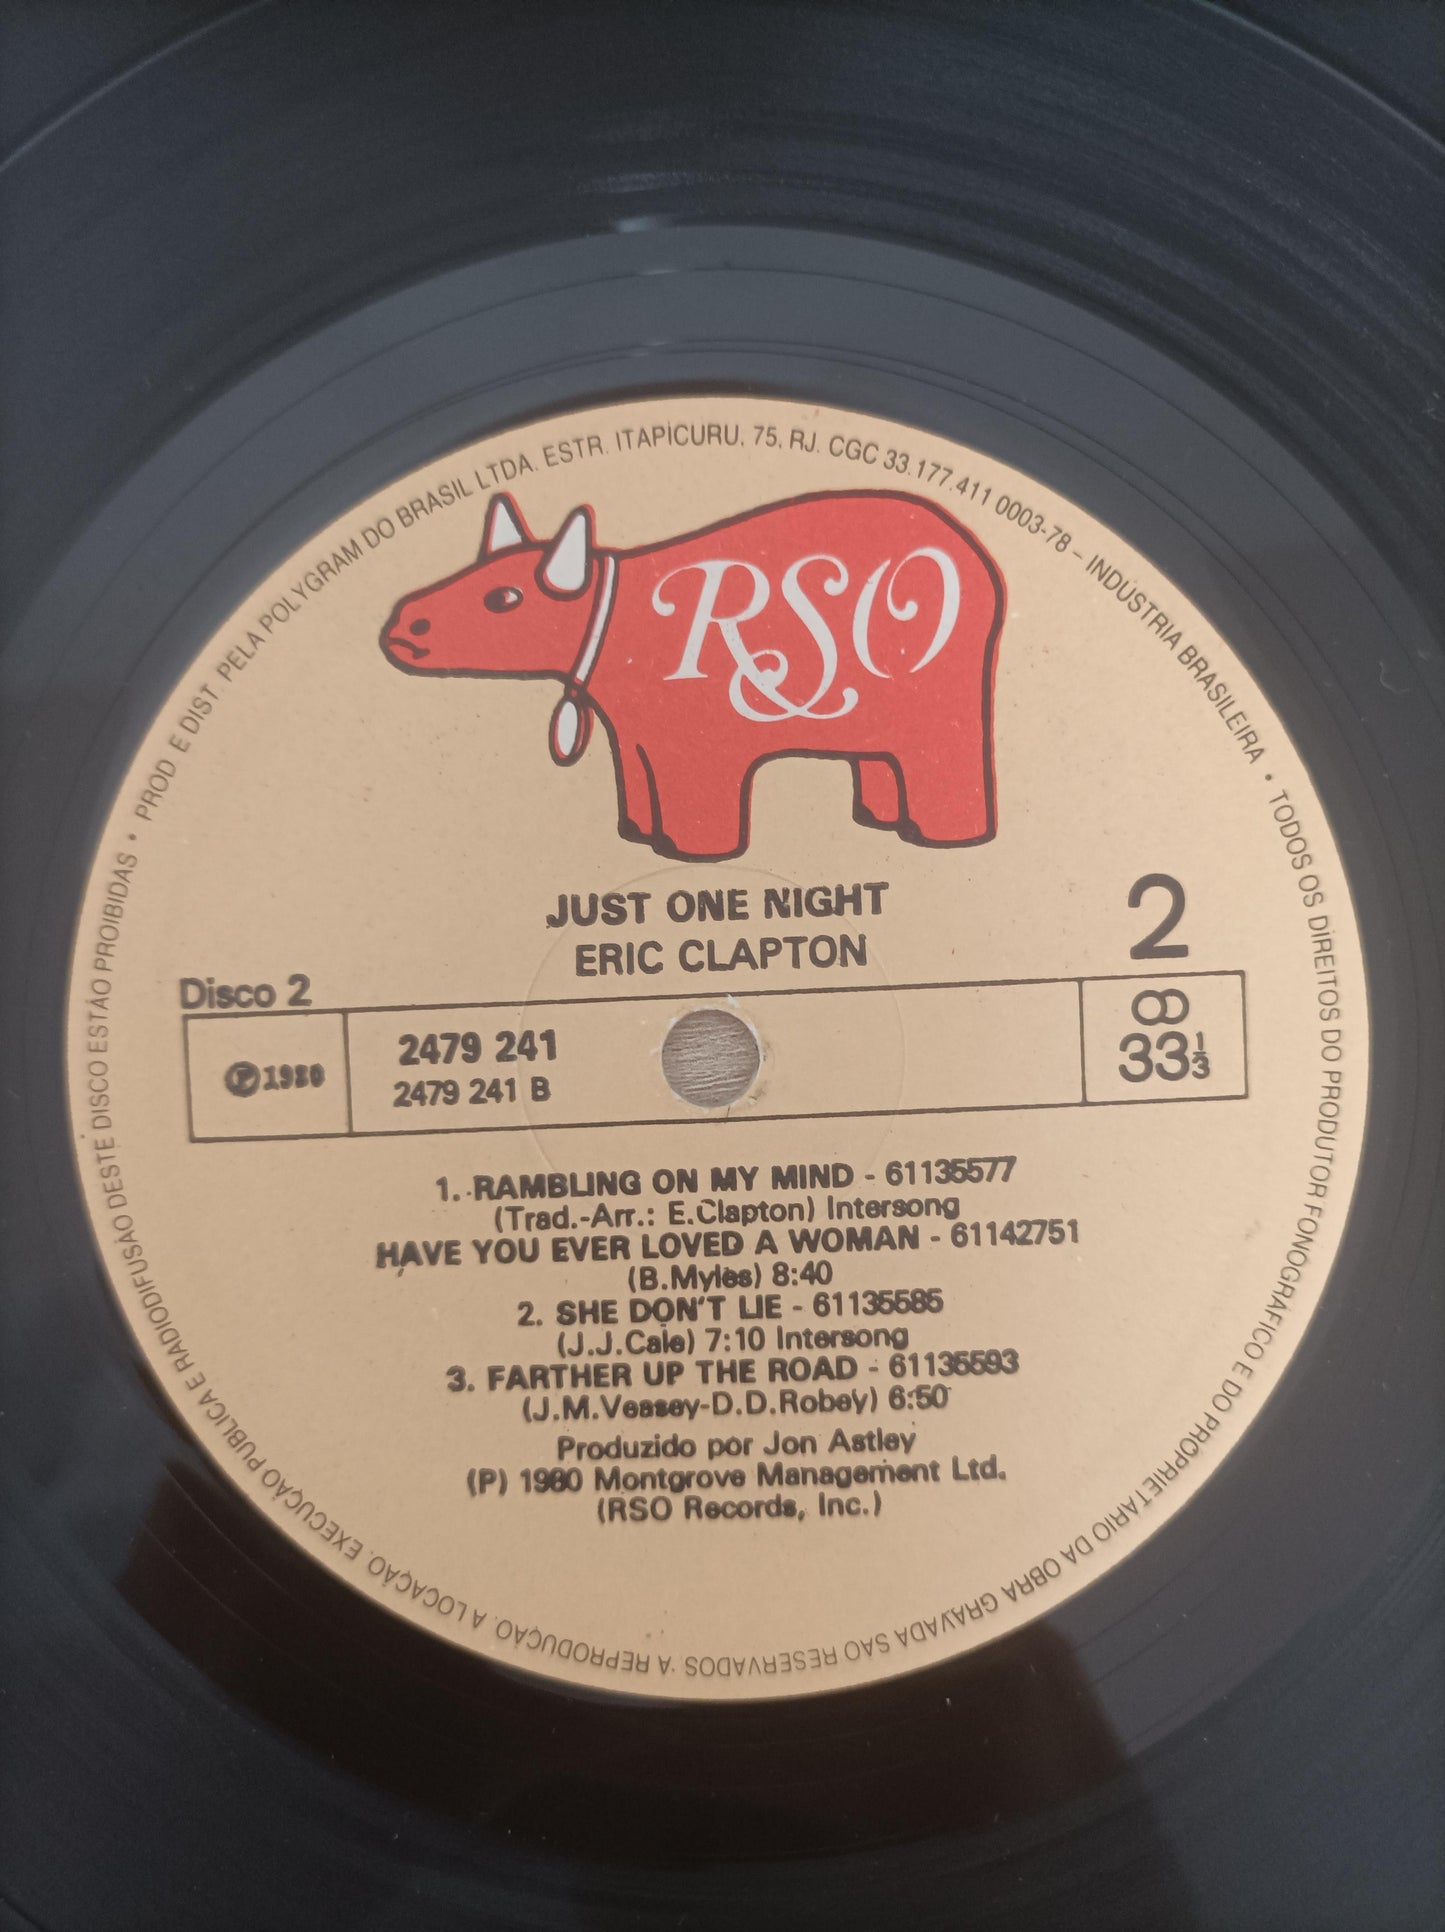 PROD E DIST. PELA POLYGRAM DO BRASIL LTDA. ESTR. ITAPICURU, 75, RJ. CGC 33.177.411 0003-78 – INDÚSTRIA BRASILEIRA • TODOS OS DIREITOS DO PRODUTOR FONOGRÁFICO E DO PROPRIETÁRIO DA OBRA GRAVADA SÃO RESERVADOS. A REPRODUÇÃO. A LOCAÇÃO. EXECUÇÃO PÚBLICA E RADIODIFUSÃO DESTE DISCO ESTÃO PROIBIDAS •
RSO
JUST ONE NIGHT
ERIC CLAPTON
2
Disco 2
℗1980
2479 241
2479 241 B
33⅓
1. RAMBLING ON MY MIND - 61135577
(Trad.-Arr.: E.Clapton) Intersong
HAVE YOU EVER LOVED A WOMAN - 61142751
(B.Myles) 8:40
2. SHE DON'T LIE - 61135585
(J.J.Cale) 7:10 Intersong
3. FARTHER UP THE ROAD - 61135593
(J.M.Veasey-D.D.Robey) 6:50
Produzido por Jon Astley
(P) 1980 Montgrove Management Ltd.
(RSO Records, Inc.)